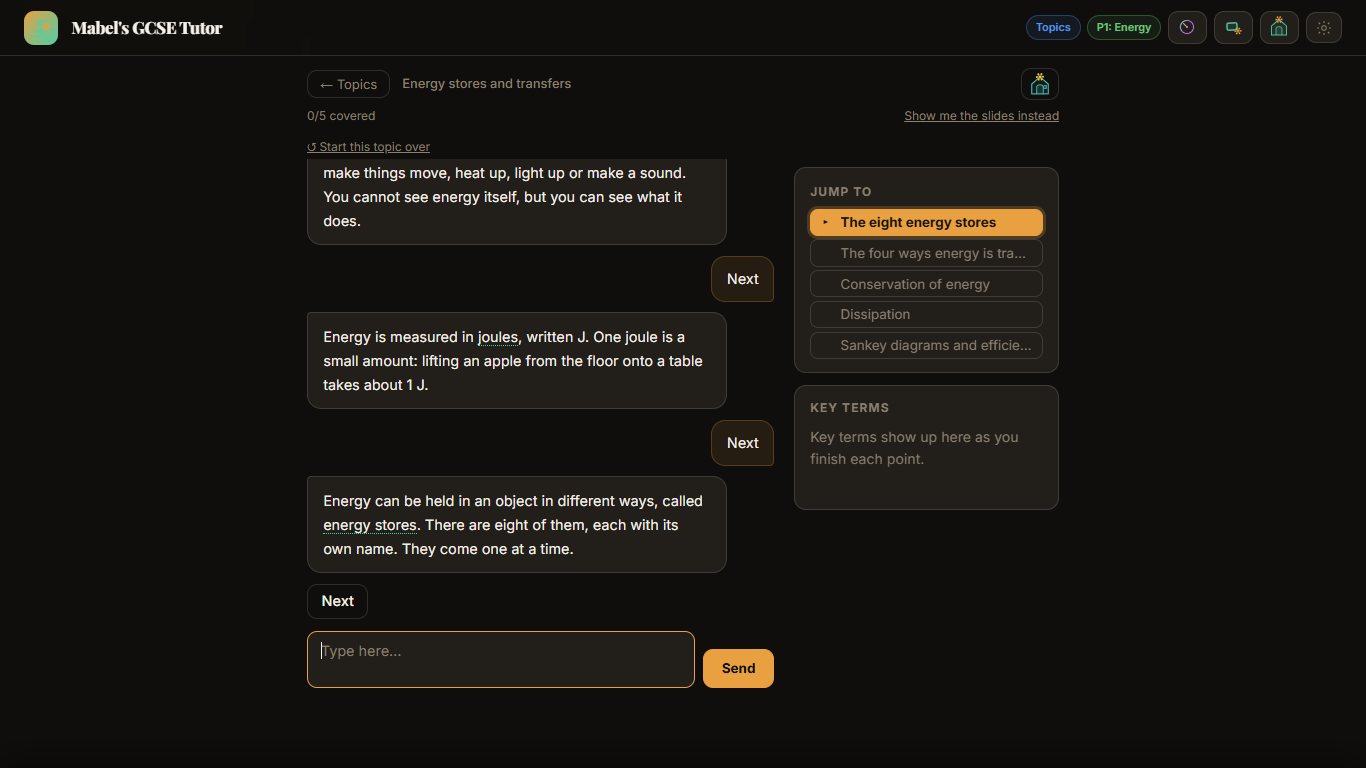 Mabel's GCSE Tutor
Topics
P1: Energy
← Topics
Energy stores and transfers
0/5 covered
Show me the slides instead
↺ Start this topic over
make things move, heat up, light up or make a sound.
You cannot see energy itself, but you can see what it
does.
Next
Energy is measured in joules, written J. One joule is a
small amount: lifting an apple from the floor onto a table
takes about 1 J.
Next
Energy can be held in an object in different ways, called
energy stores. There are eight of them, each with its
own name. They come one at a time.
Next
Type here...
Send
JUMP TO
The eight energy stores
The four ways energy is tra...
Conservation of energy
Dissipation
Sankey diagrams and efficie...
KEY TERMS
Key terms show up here as you
finish each point.